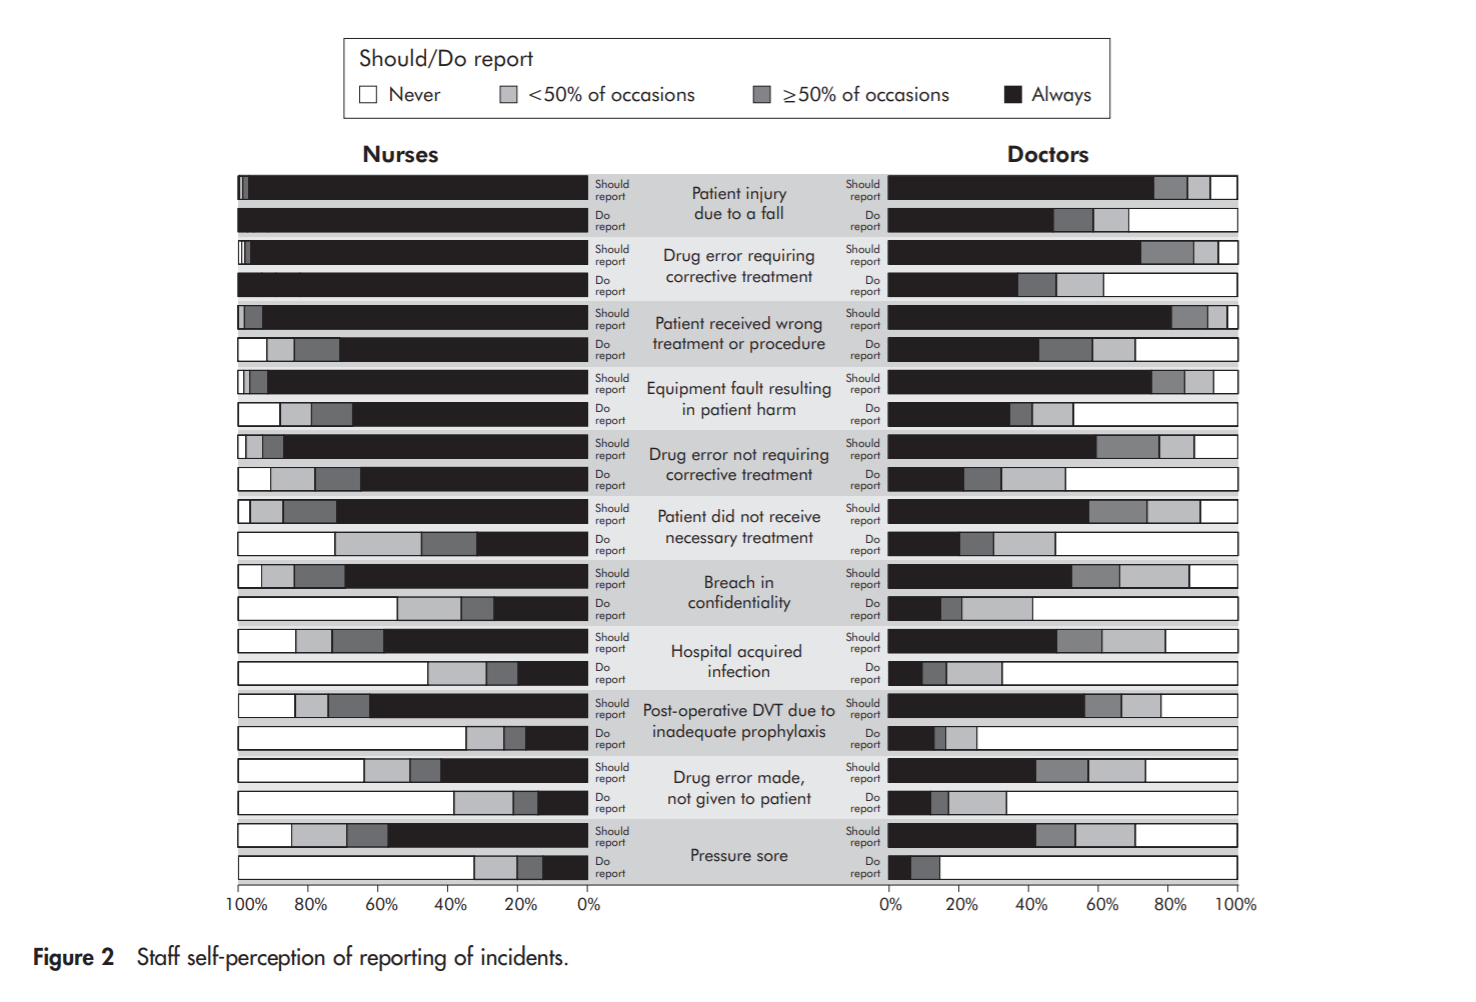 Should/Do report
Never
<50% of occasions
≥50% of occasions
Always
Nurses
Doctors
Should
report
Patient injury
due to a fall
Should
report
Do
report
Do
report
Should
report
Drug error requiring
corrective treatment
Should
report
Do
report
Do
report
Should
report
Patient received wrong
treatment or procedure
Should
report
Do
report
Do
report
Should
report
Equipment fault resulting
in patient harm
Should
report
Do
report
Do
report
Should
report
Drug error not requiring
corrective treatment
Should
report
Do
report
Do
report
Should
report
Patient did not receive
necessary treatment
Should
report
Do
report
Do
report
Should
report
Breach in
confidentiality
Should
report
Do
report
Do
report
Should
report
Hospital acquired
infection
Should
report
Do
report
Do
report
Should
report
Post-operative DVT due to
inadequate prophylaxis
Should
report
Do
report
Do
report
Should
report
Drug error made,
not given to patient
Should
report
Do
report
Do
report
Should
report
Pressure sore
Should
report
Do
report
Do
report
100% 80% 60% 40% 20% 0%
0% 20% 40% 60% 80% 100%
Figure 2 Staff self-perception of reporting of incidents.